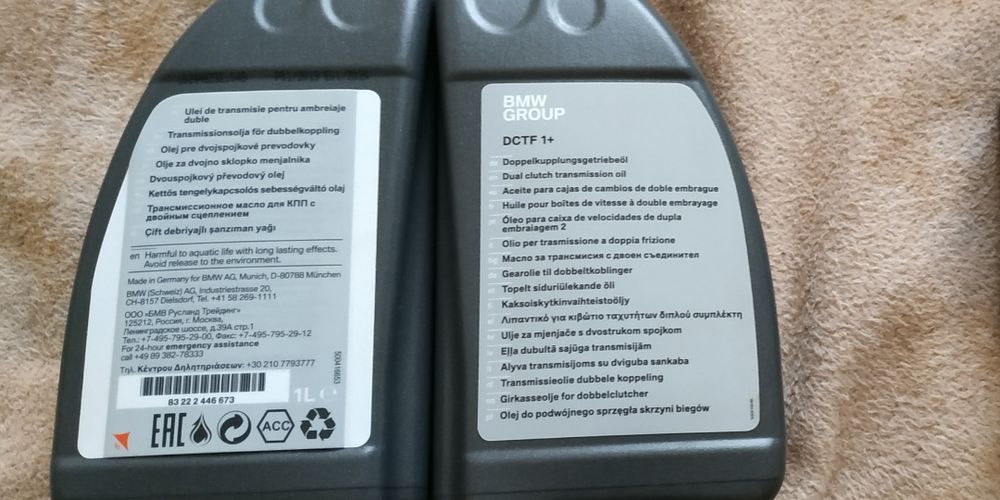 Ulei de transmisie pentru ambreiaje
duble
Transmissionsolja för dubbelkoppling
Olej pre dvojspojkové prevodovky
Olje za dvojno sklopko menjalnika
Dvouspojkový převodový olej
Kettős tengelykapcsolós sebességváltó olaj
Трансмиссионное масло для КПП с
двойным сцеплением
Çift debriyajlı şanzıman yağı
en Harmful to aquatic life with long lasting effects.
Avoid release to the environment.
Made in Germany for BMW AG, Munich, D-80788 München
BMW (Schweiz) AG, Industriestrasse 20,
CH-8157 Dielsdorf, Tel. +41 58 269-1111
ООО «БМВ Русланд Трейдинг»
125212, Россия, г. Москва,
Ленинградское шоссе, д.39А стр.1
Тел.: +7-495-795-29-00, Факс: +7-495-795-29-12
For 24-hour emergency assistance
call +49 89 382-78333
Τηλ. Κέντρου Δηλητηριάσεων: +30 210 7793777
83 22 2 446 673
1L
EAC
ACC
BMW
GROUP
DCTF 1+
Doppelkupplungsgetriebeöl
Dual clutch transmission oil
Aceite para cajas de cambios de doble embrague
Huile pour boîtes de vitesse à double embrayage
Óleo para caixa de velocidades de dupla
embraiagem 2
Olio per trasmissione a doppia frizione
Масло за трансмисия с двоен съединител
Gearolie til dobbeltkoblinger
Topelt siduriülekande õli
Kaksoiskytkinvaihteistoöljy
Λιπαντικό για κιβώτιο ταχυτήτων διπλού συμπλέκτη
Ulje za mjenjače s dvostrukom spojkom
Eļļa dubultā sajūga transmisijām
Alyva transmisijoms su dviguba sankaba
Transmissieolie dubbele koppeling
Girkasseolje for dobbelclutcher
Olej do podwójnego sprzęgła skrzyni biegów